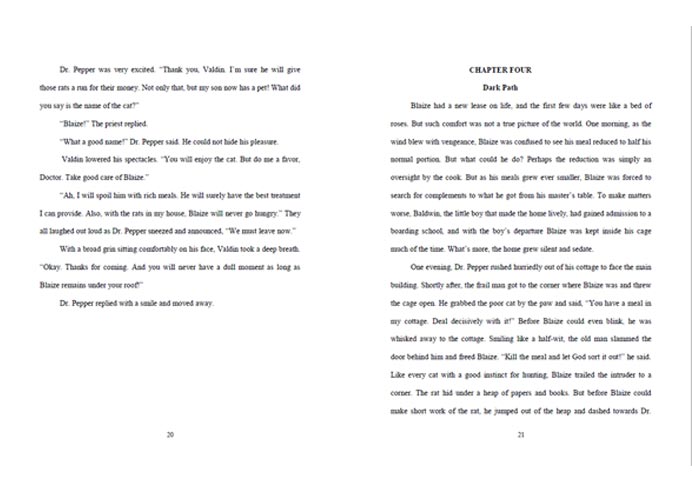 Dr. Pepper was very excited. “Thank you, Valdin. I’m sure he will give
those rats a run for their money. Not only that, but my son now has a pet! What did
you say is the name of the cat?”
“Blaize!” The priest replied.
“What a good name!” Dr. Pepper said. He could not hide his pleasure.
Valdin lowered his spectacles. “You will enjoy the cat. But do me a favor,
Doctor. Take good care of Blaize.”
“Ah, I will spoil him with rich meals. He will surely have the best treatment
I can provide. Also, with the rats in my house, Blaize will never go hungry.” They
all laughed out loud as Dr. Pepper sneezed and announced, “We must leave now.”
With a broad grin sitting comfortably on his face, Valdin took a deep breath.
“Okay. Thanks for coming. And you will never have a dull moment as long as
Blaize remains under your roof!”
Dr. Pepper replied with a smile and moved away.
20
CHAPTER FOUR
Dark Path
Blaize had a new lease on life, and the first few days were like a bed of
roses. But such comfort was not a true picture of the world. One morning, as the
wind blew with vengeance, Blaize was confused to see his meal reduced to half his
normal portion. But what could he do? Perhaps the reduction was simply an
oversight by the cook. But as his meals grew ever smaller, Blaize was forced to
search for complements to what he got from his master’s table. To make matters
worse, Baldwin, the little boy that made the home lively, had gained admission to a
boarding school, and with the boy’s departure Blaize was kept inside his cage
much of the time. What’s more, the home grew silent and sedate.
One evening, Dr. Pepper rushed hurriedly out of his cottage to face the main
building. Shortly after, the frail man got to the corner where Blaize was and threw
the cage open. He grabbed the poor cat by the paw and said, “You have a meal in
my cottage. Deal decisively with it!” Before Blaize could even blink, he was
whisked away to the cottage. Smiling like a half-wit, the old man slammed the
door behind him and freed Blaize. “Kill the meal and let God sort it out!” he said.
Like every cat with a good instinct for hunting, Blaize trailed the intruder to a
corner. The rat hid under a heap of papers and books. But before Blaize could
make short work of the rat, he jumped out of the heap and dashed towards Dr.
21